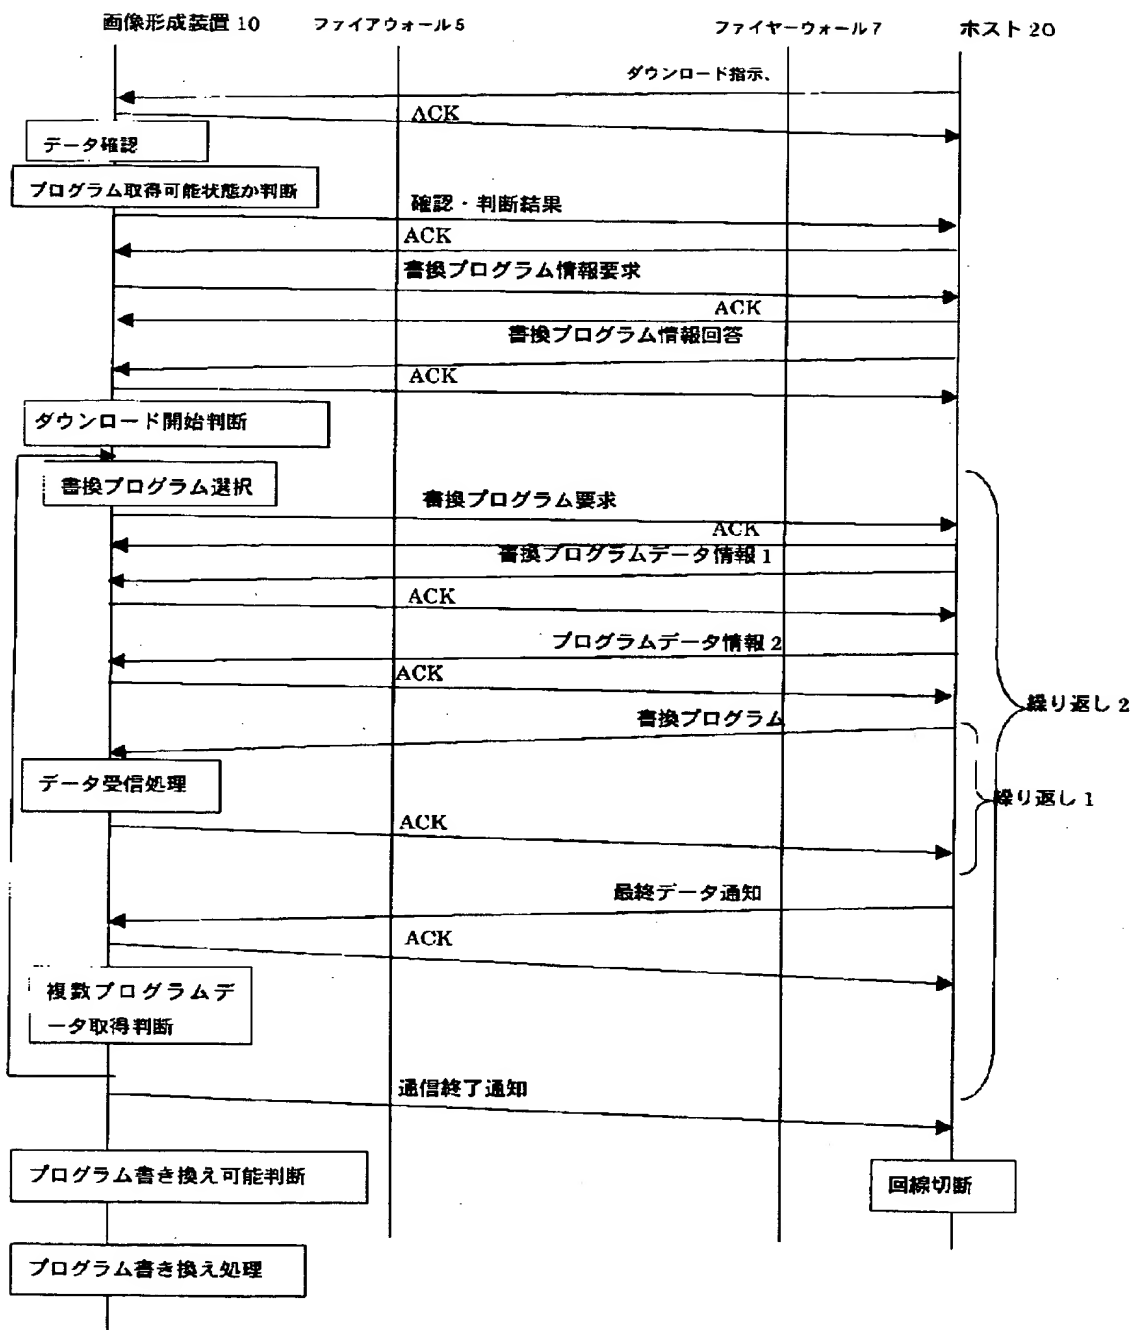 画像形成装置 10
ファイアウォール 5
ファイヤーウォール 7
ホスト 20
ダウンロード指示、
ACK
データ確認
プログラム取得可能状態か判断
確認・判断結果
ACK
書換プログラム情報要求
ACK
書換プログラム情報回答
ACK
ダウンロード開始判断
書換プログラム選択
書換プログラム要求
ACK
書換プログラムデータ情報 1
ACK
プログラムデータ情報 2
ACK
繰り返し 2
書換プログラム
データ受信処理
繰り返し 1
ACK
最終データ通知
ACK
複数プログラムデ
ータ取得判断
通信終了通知
プログラム書き換え可能判断
回線切断
プログラム書き換え処理